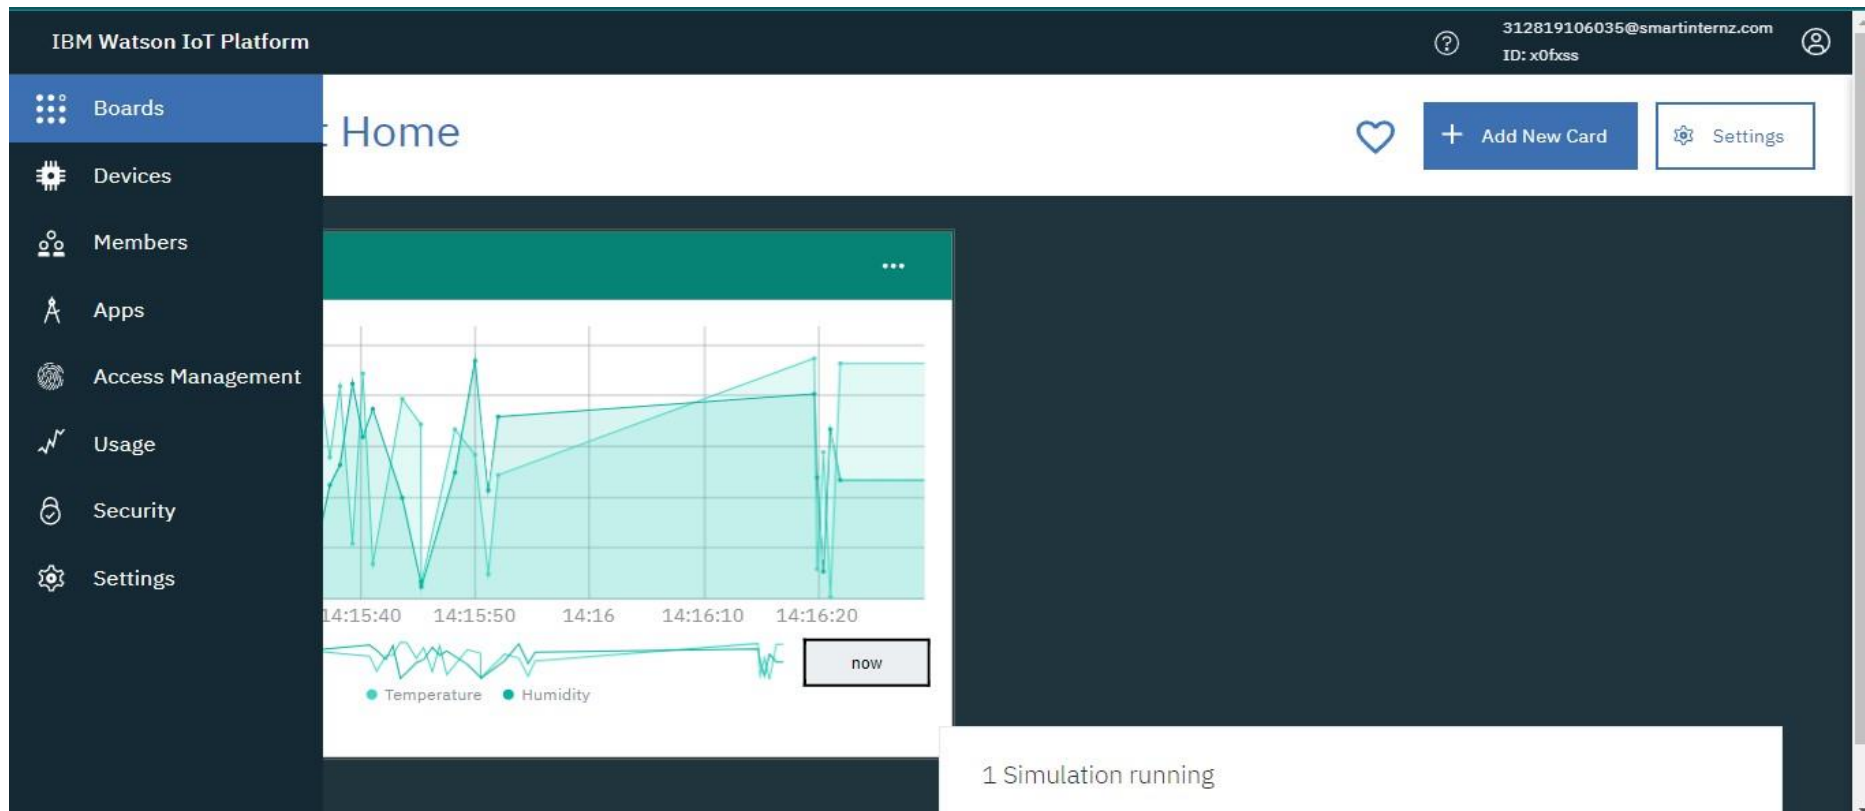 IBM Watson IoT Platform
312819106035@smartinternz.com
ID: x0fxss
Boards
Devices
Members
Apps
Access Management
Usage
Security
Settings
t Home
+ Add New Card
Settings
14:15:40 14:15:50 14:16 14:16:10 14:16:20
now
Temperature Humidity
1 Simulation running